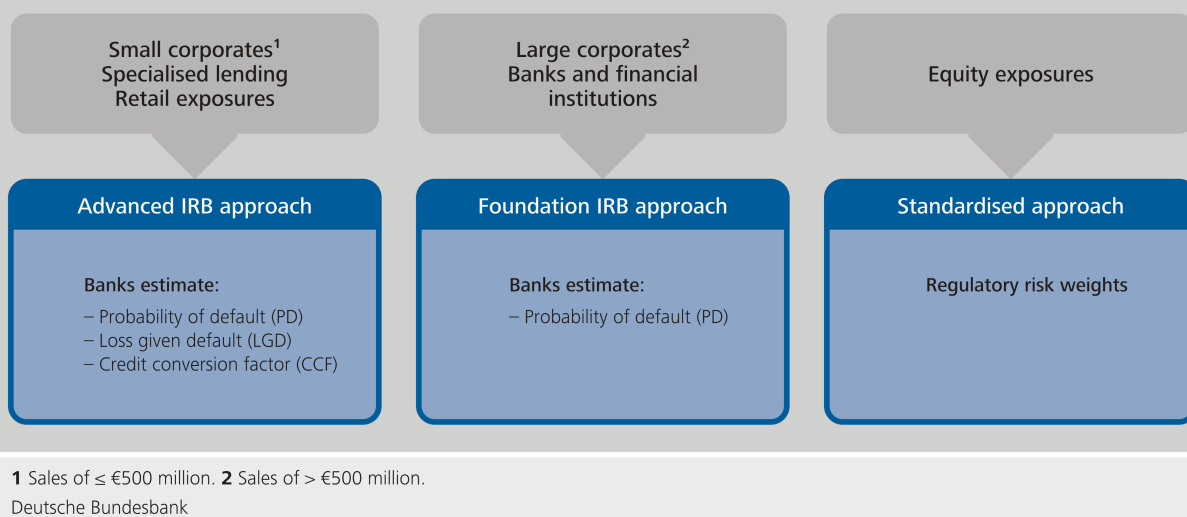 Small corporates¹
Specialised lending
Retail exposures
Large corporates²
Banks and financial
institutions
Equity exposures
Advanced IRB approach
Banks estimate:
– Probability of default (PD)
– Loss given default (LGD)
– Credit conversion factor (CCF)
Foundation IRB approach
Banks estimate:
– Probability of default (PD)
Standardised approach
Regulatory risk weights
1 Sales of ≤ €500 million. 2 Sales of > €500 million.
Deutsche Bundesbank